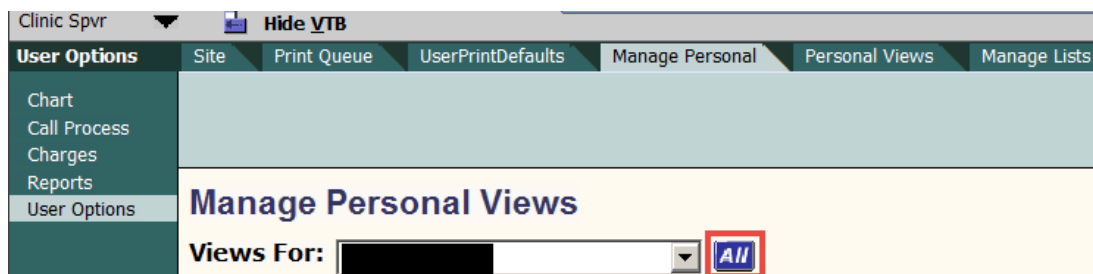 Clinic Spvr Hide VTB
User Options Site Print Queue UserPrintDefaults Manage Personal Personal Views Manage Lists
Chart
Call Process
Charges
Reports
User Options
Manage Personal Views
Views For: All